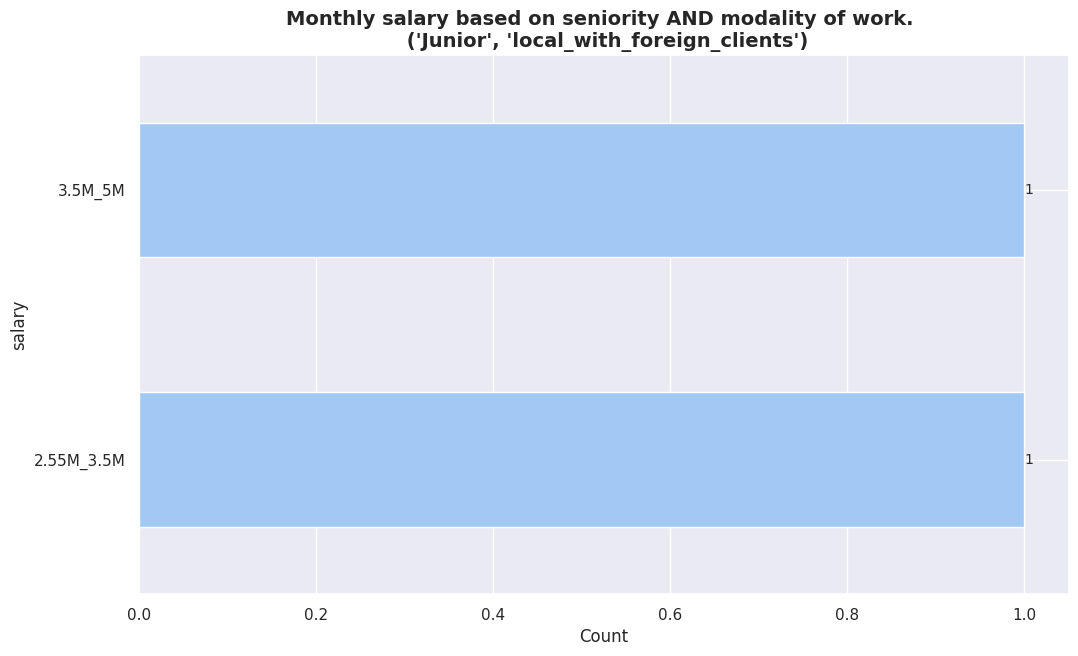 Monthly salary based on seniority AND modality of work.
('Junior', 'local_with_foreign_clients')
salary
3.5M_5M
1
2.55M_3.5M
1
0.0 0.2 0.4 0.6 0.8 1.0
Count